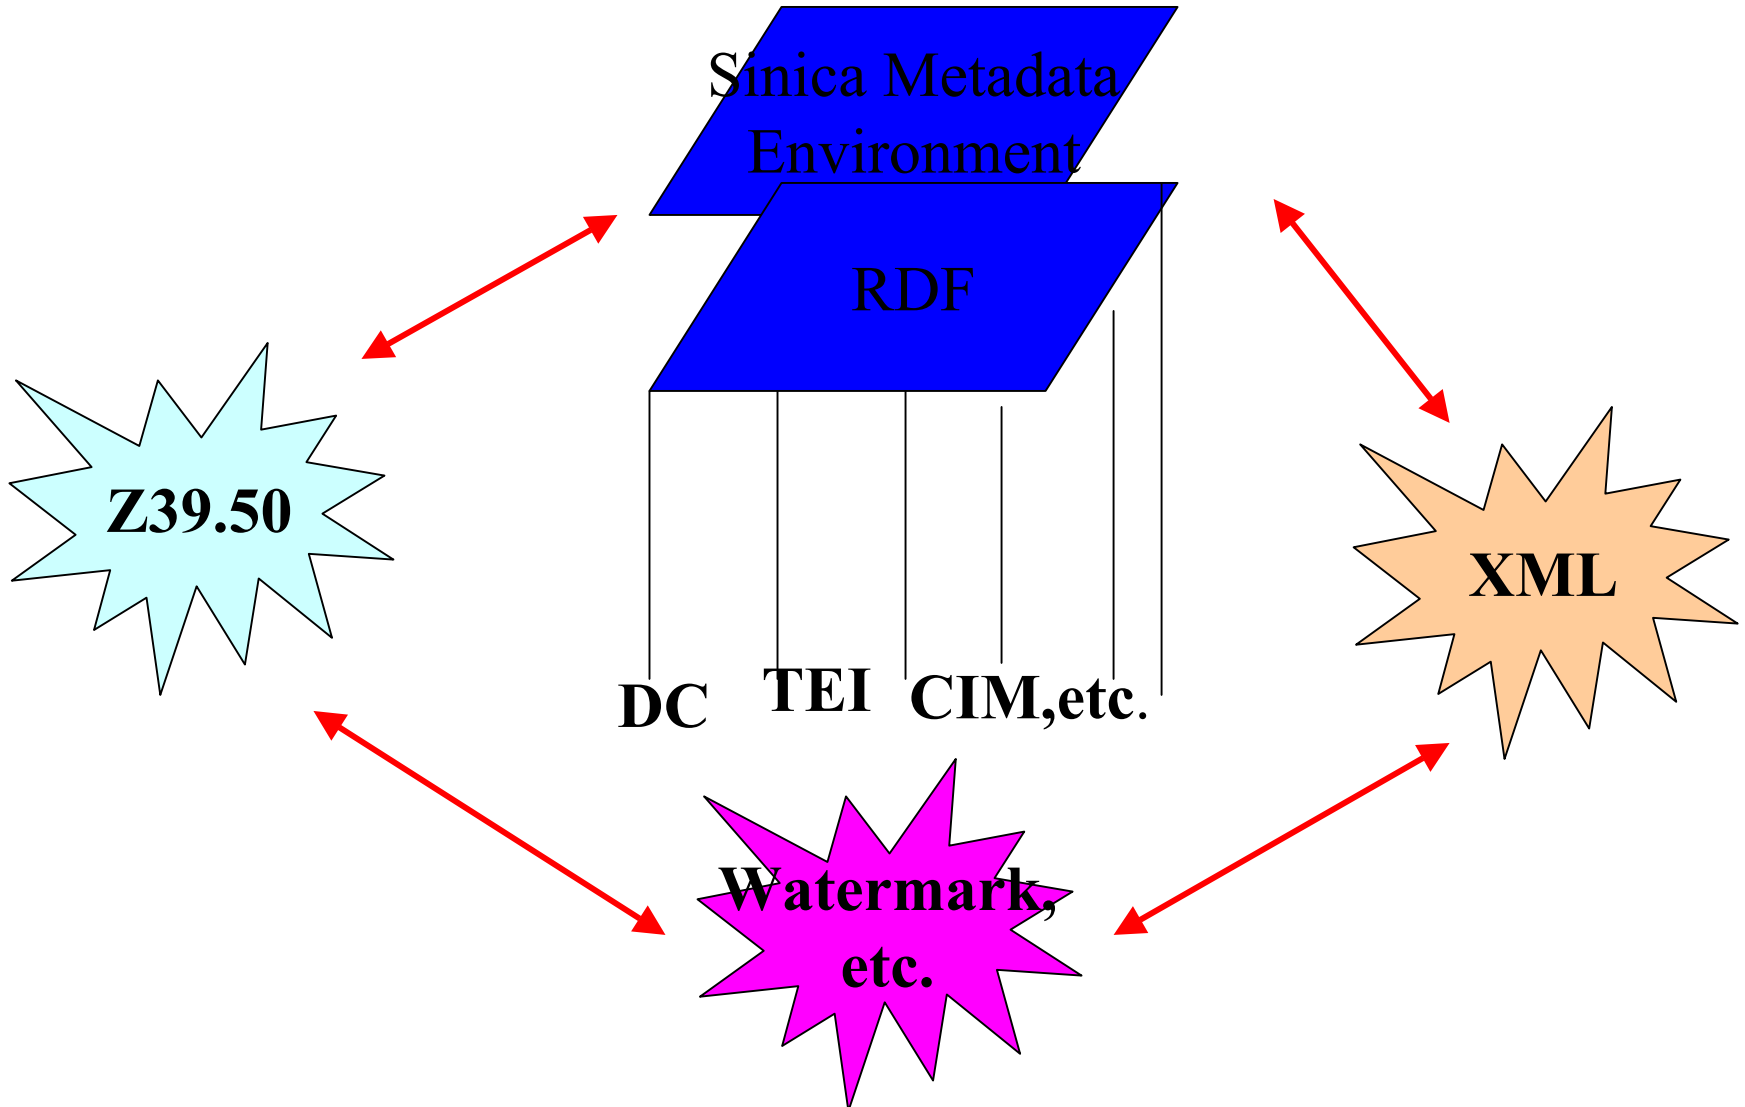 Sinica Metadata
Environment
RDF
Z39.50
XML
DC
TEI
CIM,etc.
Watermark,
etc.